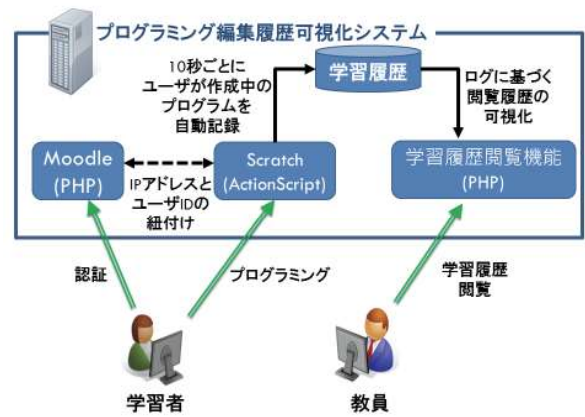 プログラミング編集履歴可視化システム
10秒ごとに
ユーザが作成中の
プログラムを
自動記録
学習履歴
ログに基づく
閲覧履歴の
可視化
Moodle
(PHP)
IPアドレスと
ユーザIDの
紐付け
Scratch
(ActionScript)
学習履歴閲覧機能
(PHP)
認証
プログラミング
学習履歴
閲覧
学習者
教員